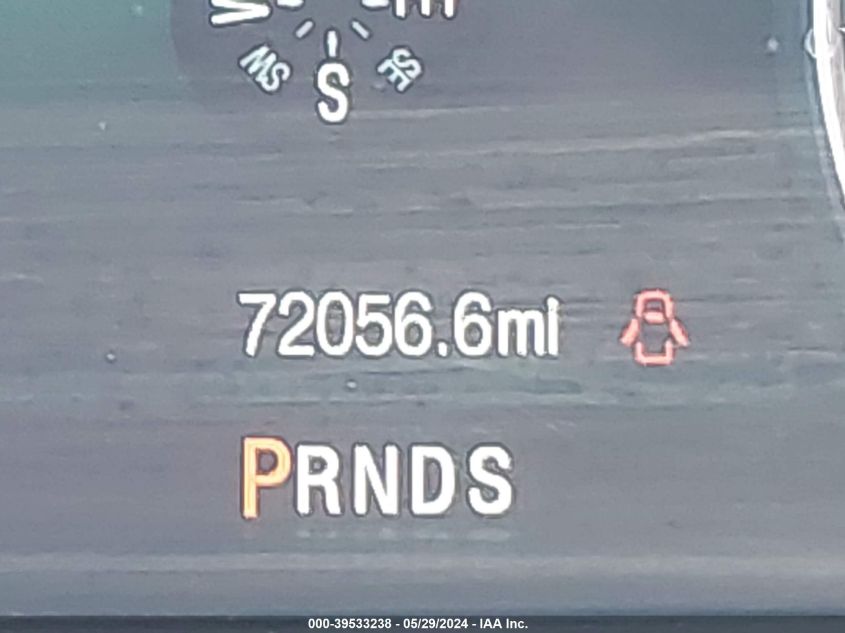 W E
SW SE
S
72056.6mi
PRNDS
000-39533238 - 05/29/2024 - IAA Inc.